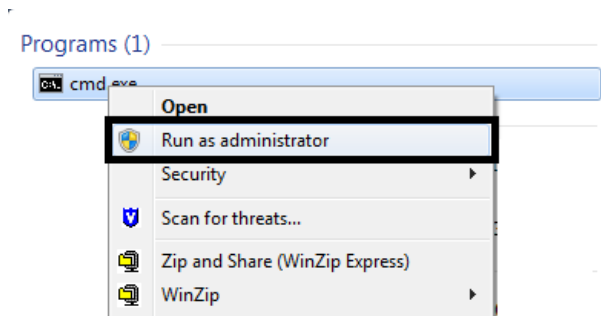 Programs (1)
cmd.exe
Open
Run as administrator
Security
Scan for threats...
Zip and Share (WinZip Express)
WinZip